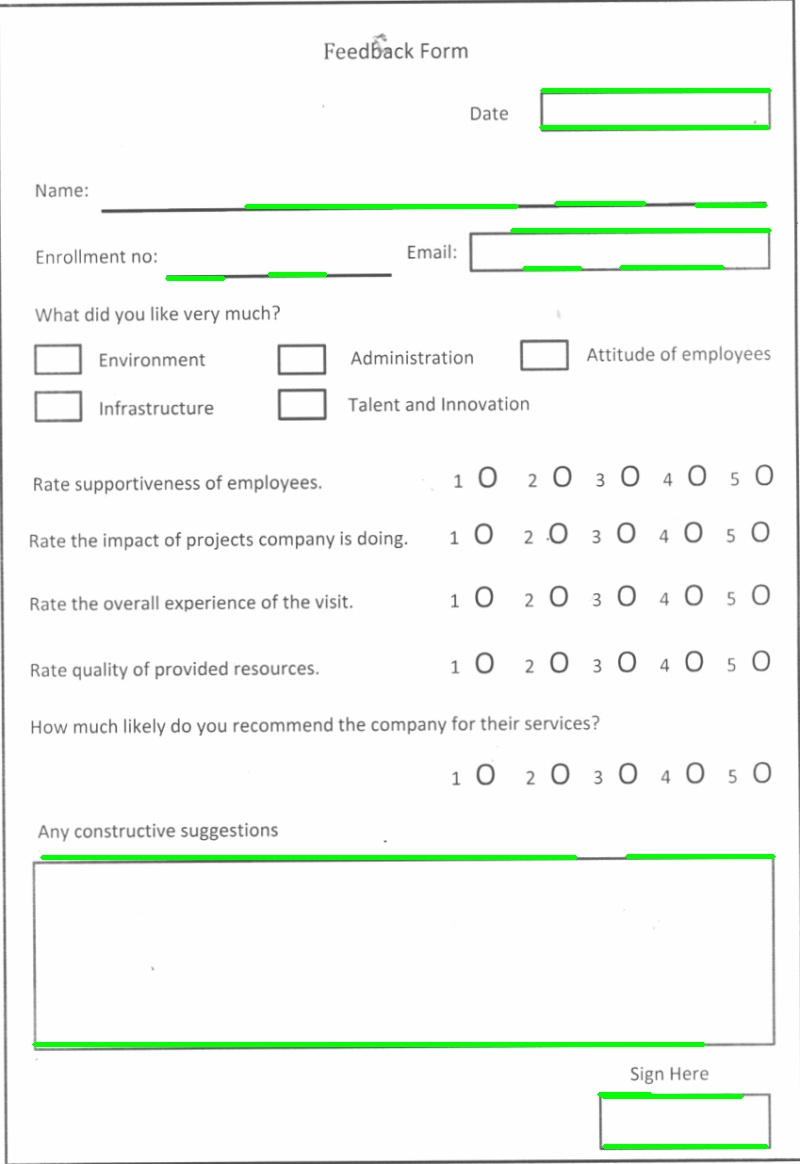 Feedback Form
Date
Name:
Enrollment no:
Email:
What did you like very much?
Environment
Administration
Attitude of employees
Infrastructure
Talent and Innovation
Rate supportiveness of employees. 1 O 2 O 3 O 4 O 5 O
Rate the impact of projects company is doing. 1 O 2 O 3 O 4 O 5 O
Rate the overall experience of the visit. 1 O 2 O 3 O 4 O 5 O
Rate quality of provided resources. 1 O 2 O 3 O 4 O 5 O
How much likely do you recommend the company for their services?
1 O 2 O 3 O 4 O 5 O
Any constructive suggestions
Sign Here